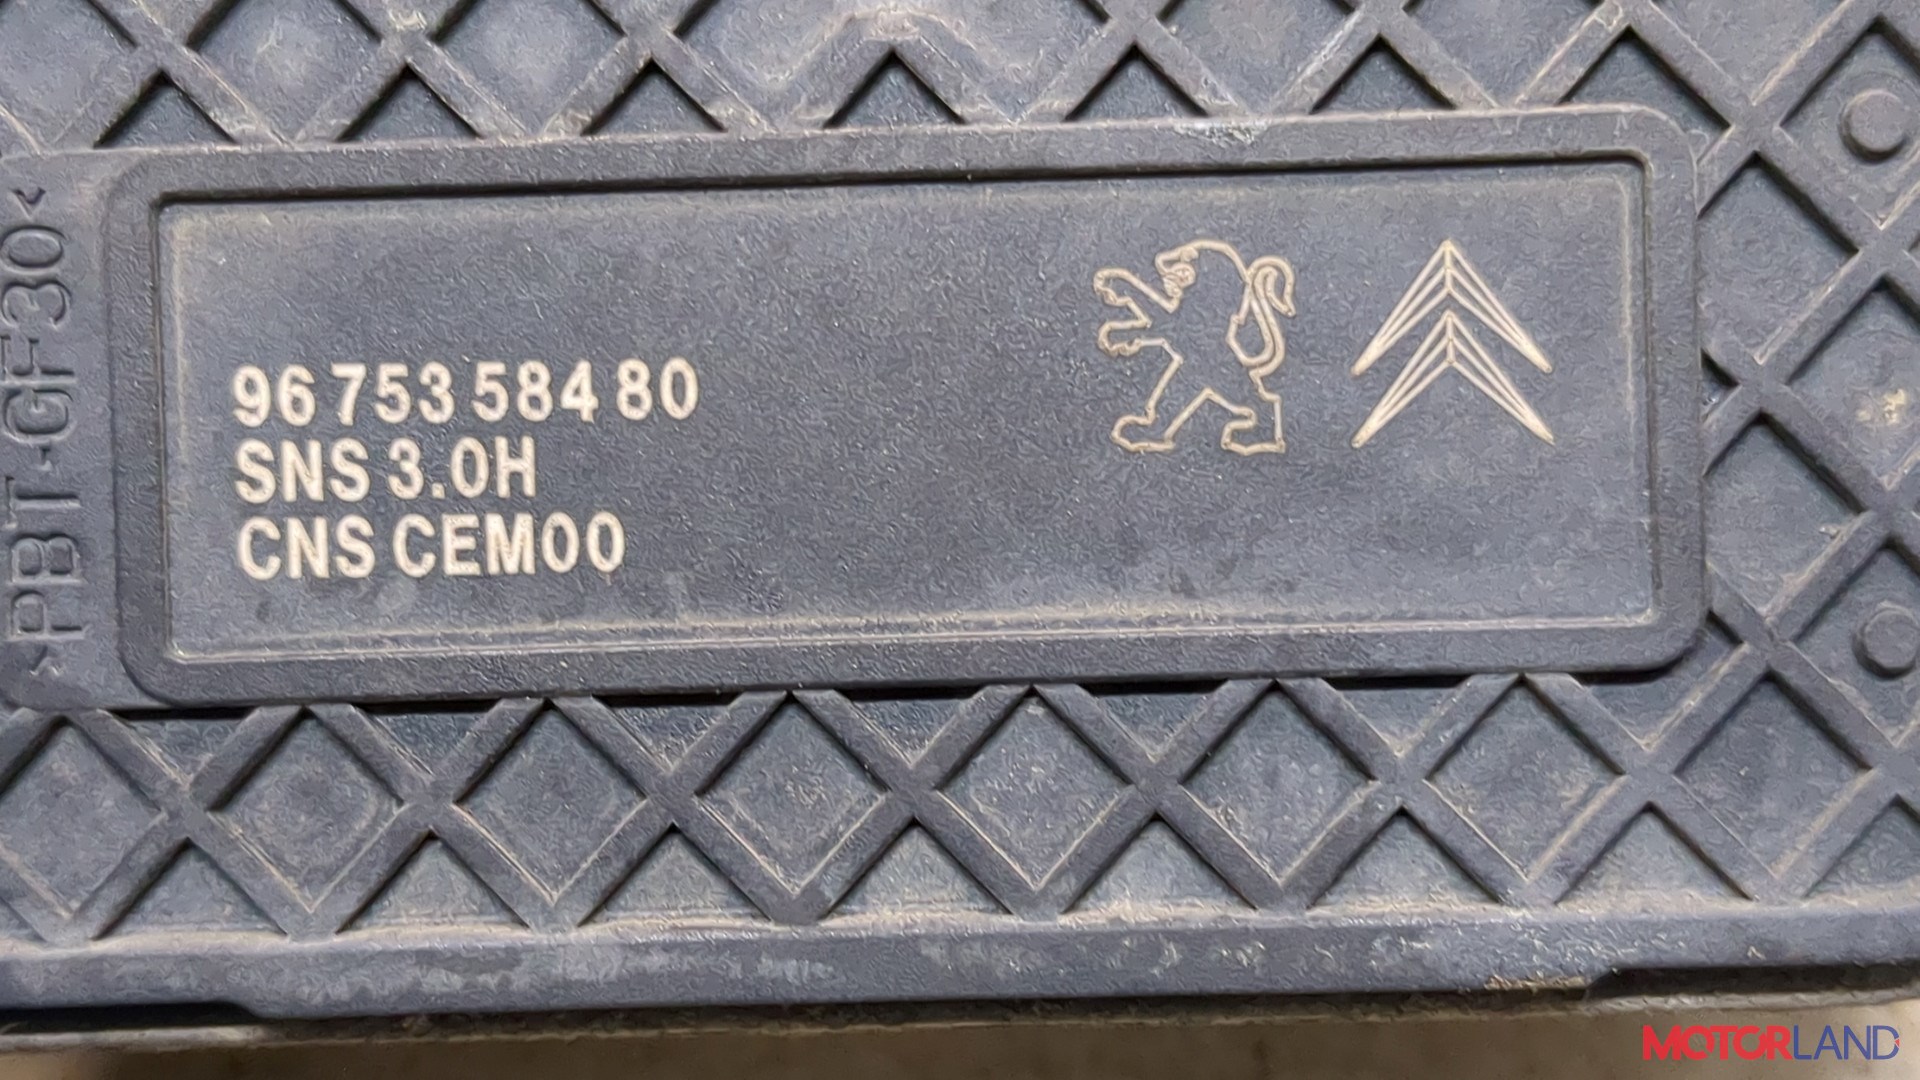 >PBT-GF30<
96 753 584 80
SNS 3.0H
CNS CEM00
MOTORLAND